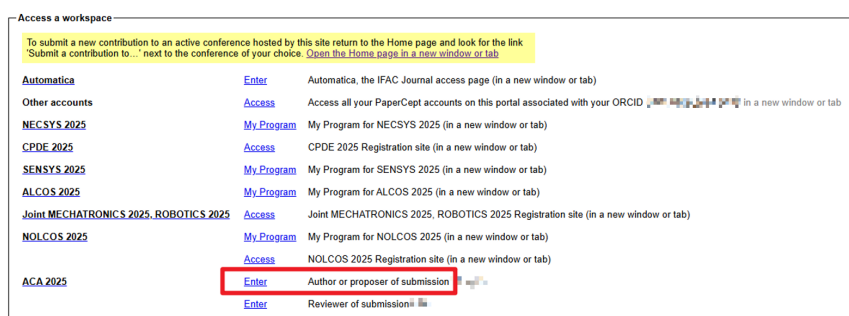 Access a workspace
To submit a new contribution to an active conference hosted by this site return to the Home page and look for the link
'Submit a contribution to...' next to the conference of your choice. Open the Home page in a new window or tab
Automatica Enter Automatica, the IFAC Journal access page (in a new window or tab)
Other accounts Access Access all your PaperCept accounts on this portal associated with your ORCID in a new window or tab
NECSYS 2025 My Program My Program for NECSYS 2025 (in a new window or tab)
CPDE 2025 Access CPDE 2025 Registration site (in a new window or tab)
SENSYS 2025 My Program My Program for SENSYS 2025 (in a new window or tab)
ALCOS 2025 My Program My Program for ALCOS 2025 (in a new window or tab)
Joint MECHATRONICS 2025, ROBOTICS 2025 Access Joint MECHATRONICS 2025, ROBOTICS 2025 Registration site (in a new window or tab)
NOLCOS 2025 My Program My Program for NOLCOS 2025 (in a new window or tab)
Access NOLCOS 2025 Registration site (in a new window or tab)
ACA 2025 Enter Author or proposer of submission
Enter Reviewer of submission